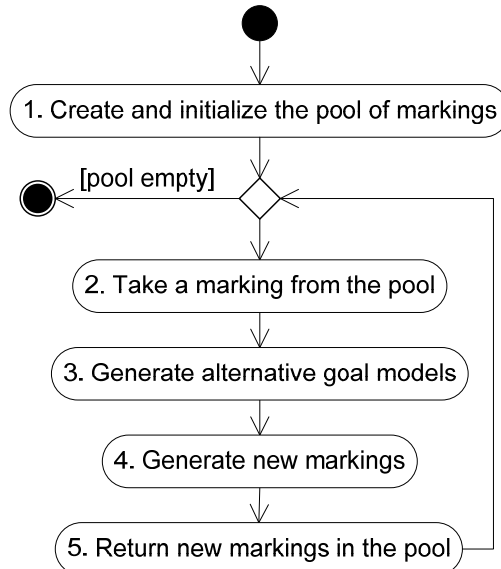 1. Create and initialize the pool of markings
[pool empty]
2. Take a marking from the pool
3. Generate alternative goal models
4. Generate new markings
5. Return new markings in the pool